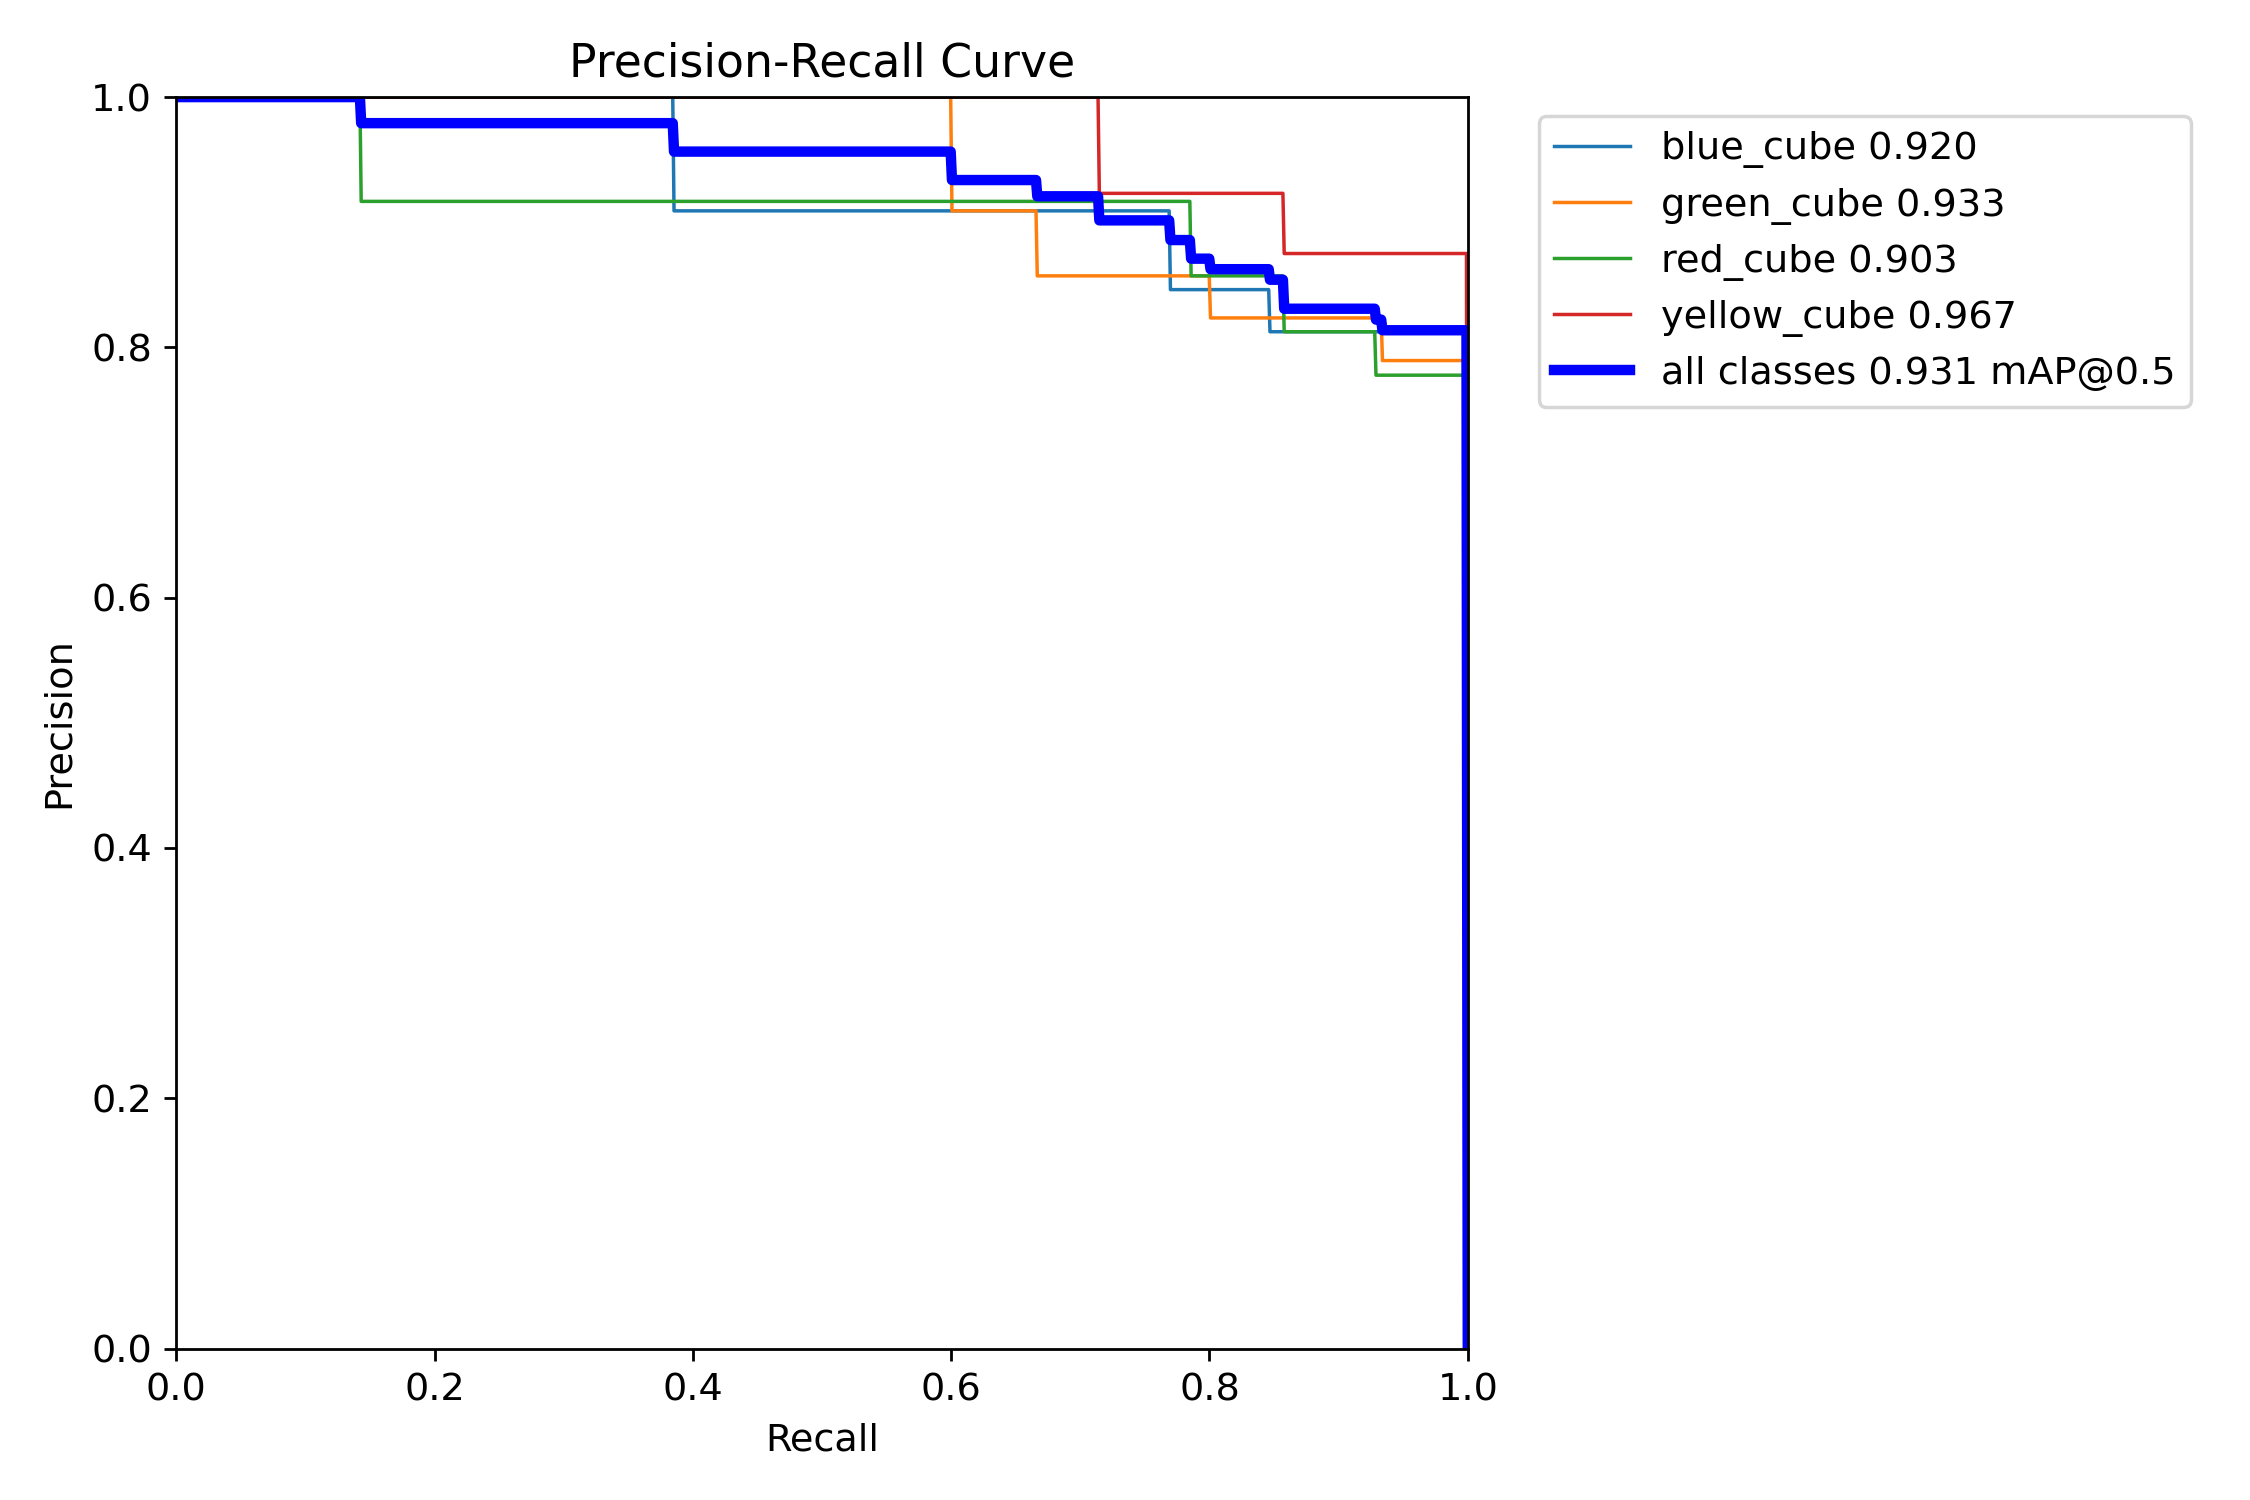 Precision-Recall Curve
1.0
0.8
0.6
0.4
0.2
0.0
Precision
0.0 0.2 0.4 0.6 0.8 1.0
Recall
blue_cube 0.920
green_cube 0.933
red_cube 0.903
yellow_cube 0.967
all classes 0.931 mAP@0.5